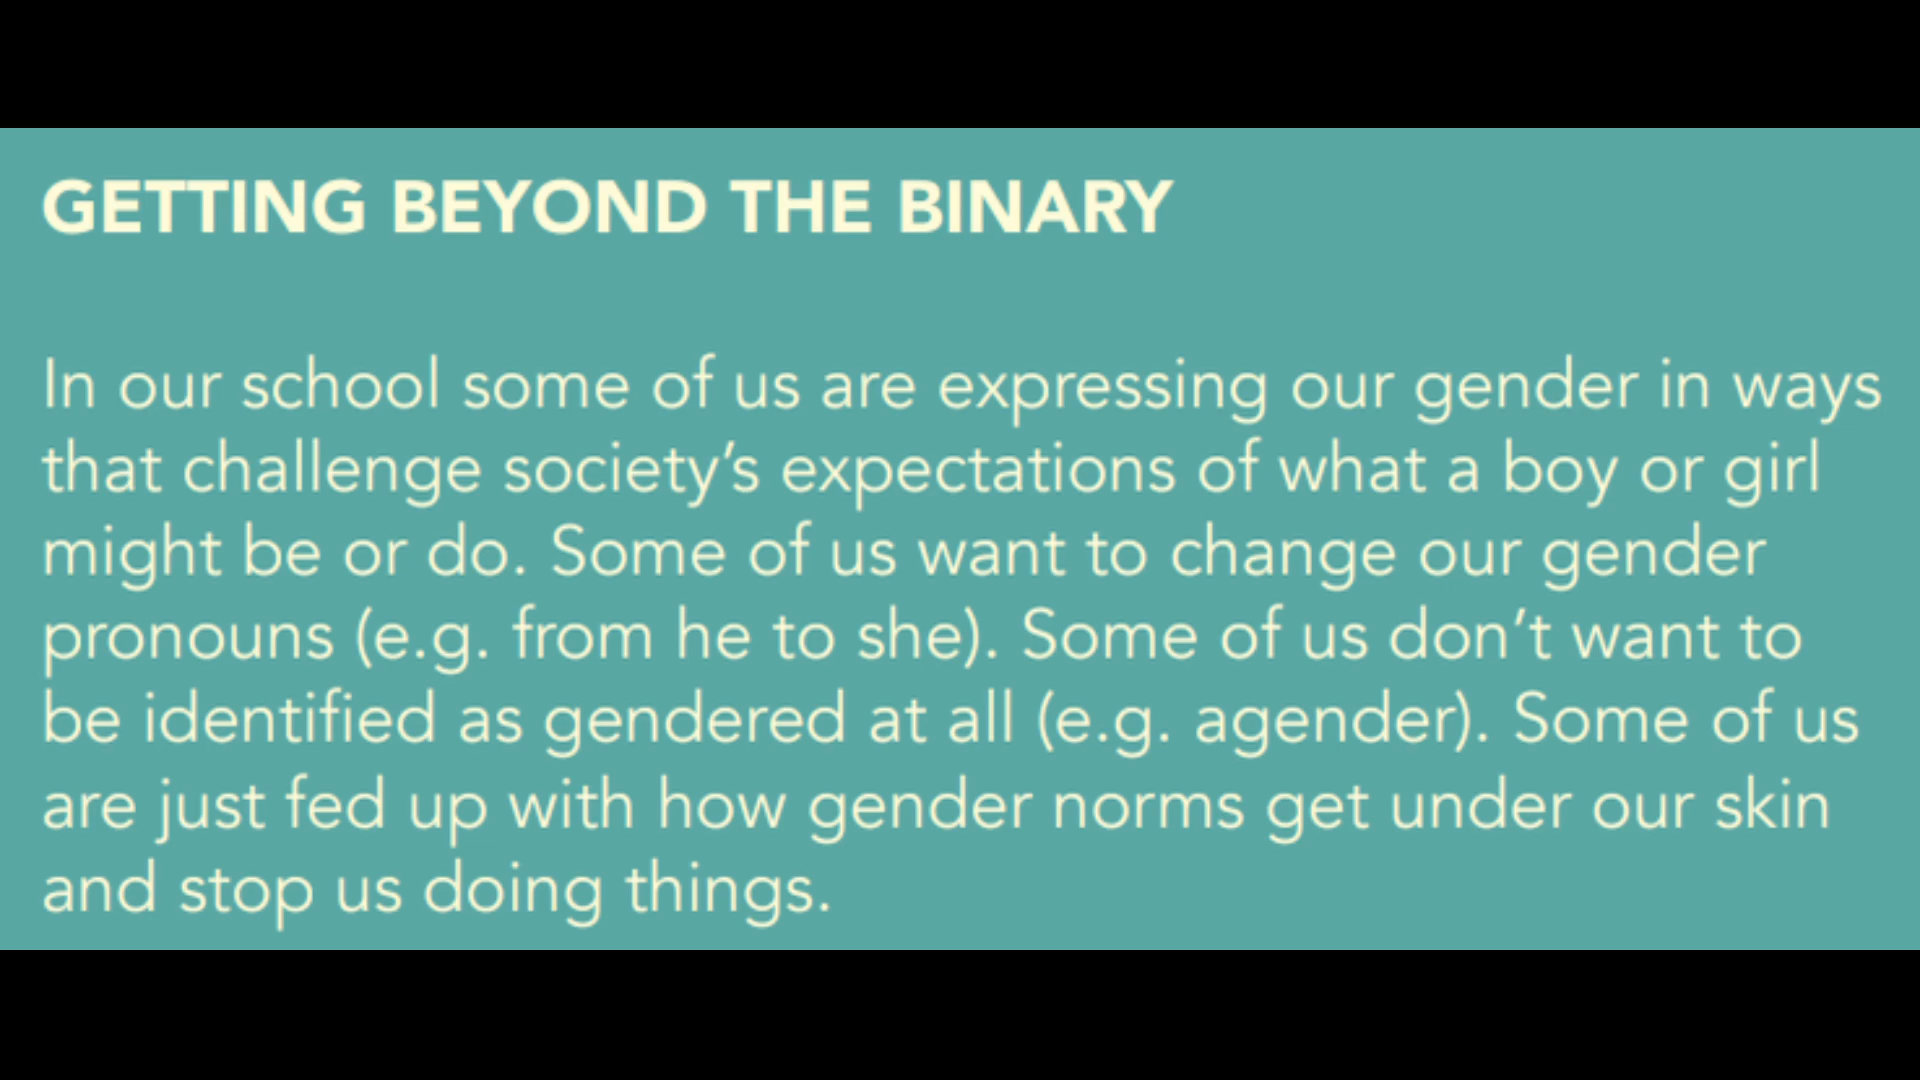 GETTING BEYOND THE BINARY
In our school some of us are expressing our gender in ways
that challenge society’s expectations of what a boy or girl
might be or do. Some of us want to change our gender
pronouns (e.g. from he to she). Some of us don’t want to
be identified as gendered at all (e.g. agender). Some of us
are just fed up with how gender norms get under our skin
and stop us doing things.